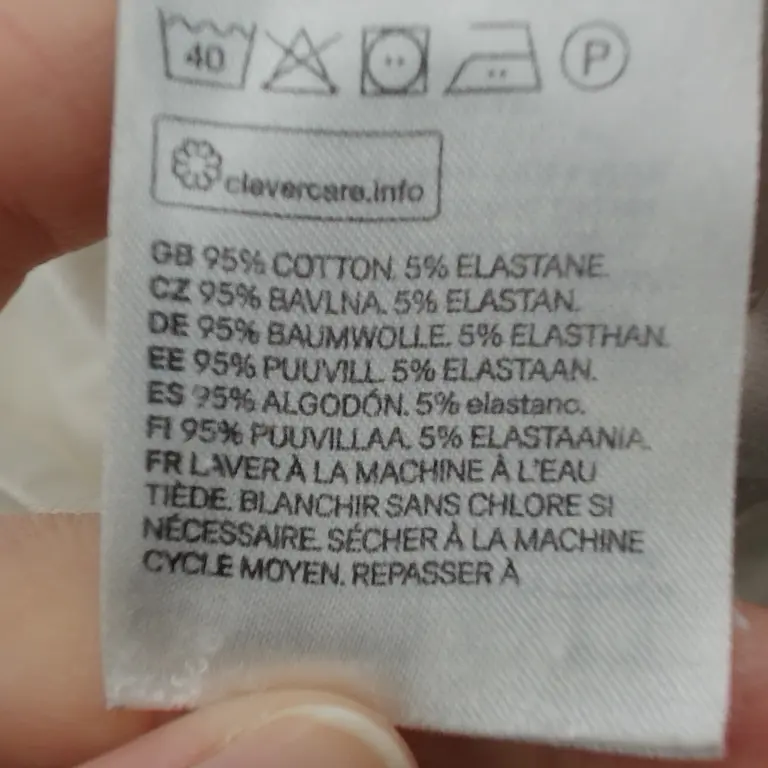 40 P
clevercare.info
GB 95% COTTON. 5% ELASTANE.
CZ 95% BAVLNA. 5% ELASTAN.
DE 95% BAUMWOLLE. 5% ELASTHAN.
EE 95% PUUVILL. 5% ELASTAAN.
ES 95% ALGODÓN. 5% elastano.
FI 95% PUUVILLAA. 5% ELASTAANIA.
FR LAVER À LA MACHINE À L'EAU
TIÈDE. BLANCHIR SANS CHLORE SI
NÉCESSAIRE. SÉCHER À LA MACHINE
CYCLE MOYEN. REPASSER À